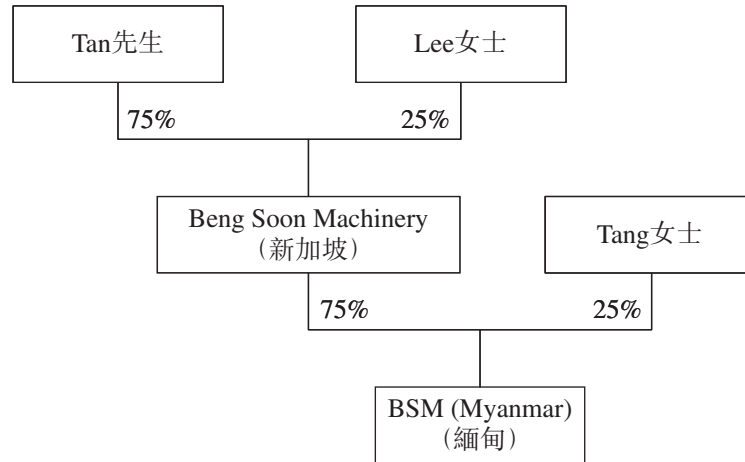 Tan先生
Lee女士
75%
25%
Beng Soon Machinery
（新加坡）
Tang女士
75%
25%
BSM (Myanmar)
（緬甸）